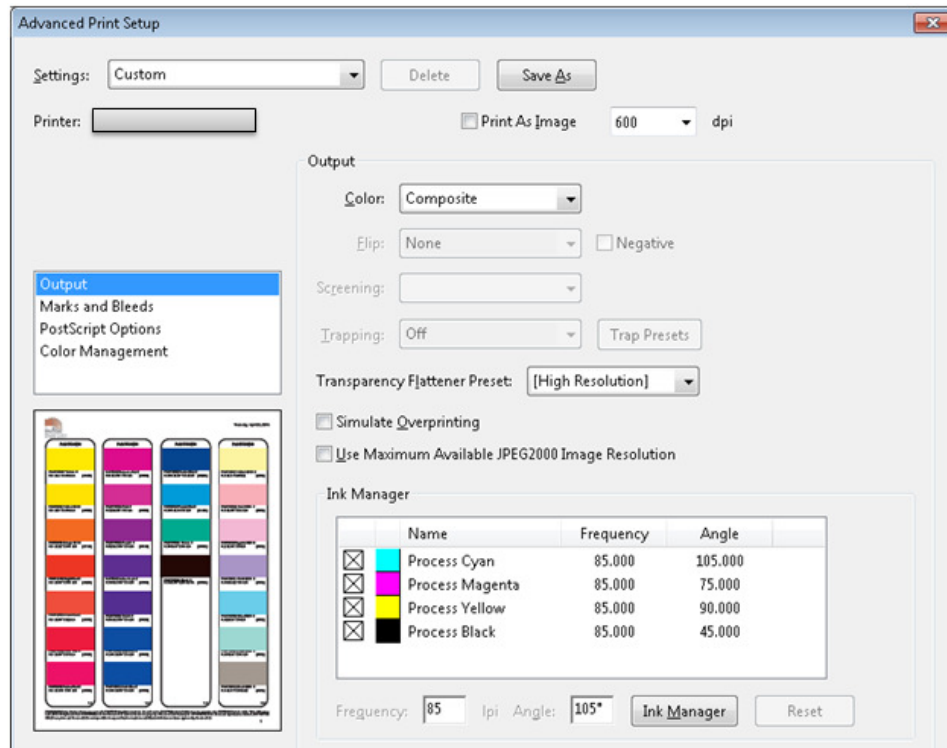 Advanced Print Setup
Settings: Custom Delete Save As
Printer: Print As Image 600 dpi
Output
Color: Composite
Flip: None Negative
Screening:
Trapping: Off Trap Presets
Output
Marks and Bleeds
PostScript Options
Color Management
Transparency Flattener Preset: [High Resolution]
Simulate Overprinting
Use Maximum Available JPEG2000 Image Resolution
Ink Manager
Name Frequency Angle
Process Cyan 85.000 105.000
Process Magenta 85.000 75.000
Process Yellow 85.000 90.000
Process Black 85.000 45.000
Frequency: 85 lpi Angle: 105° Ink Manager Reset